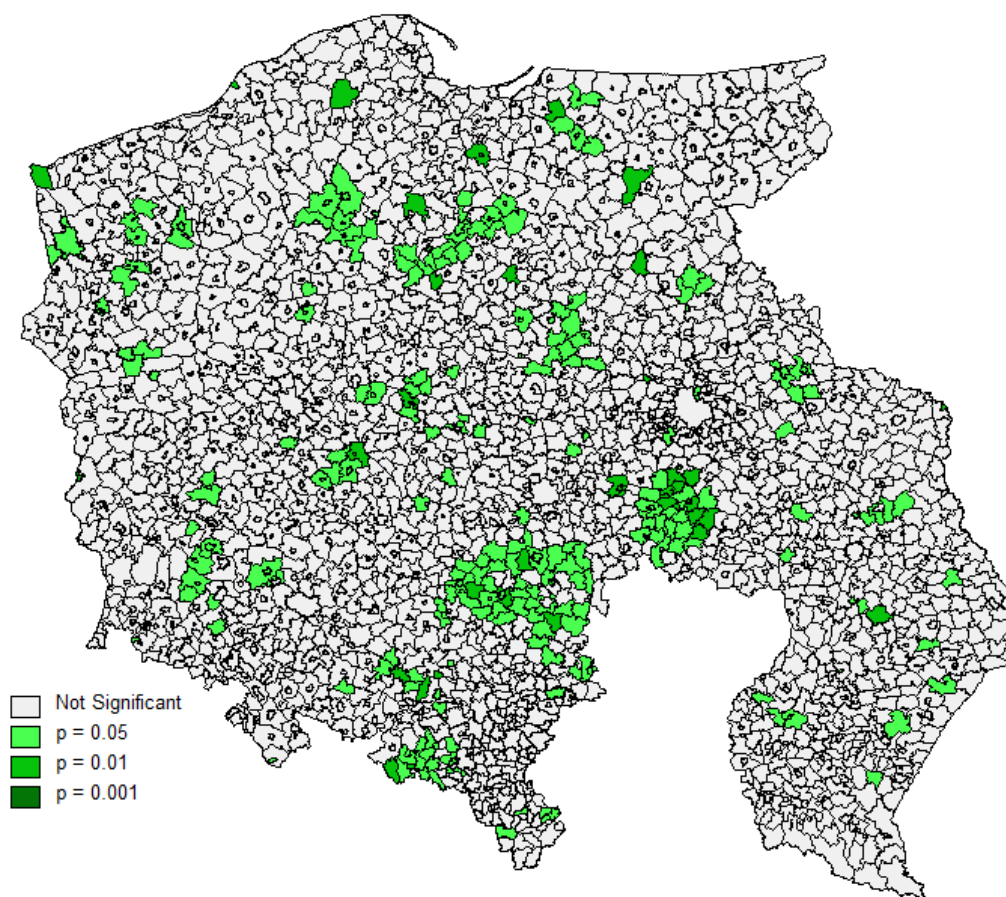 Not Significant
p = 0.05
p = 0.01
p = 0.001